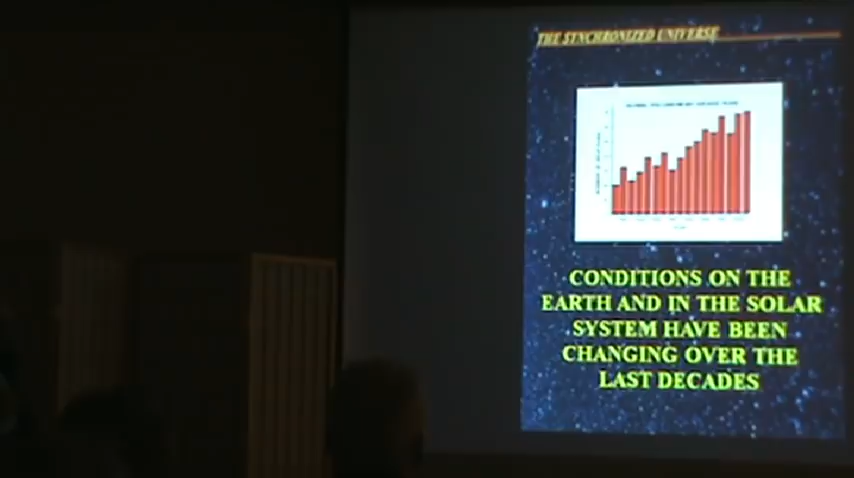 THE SYNCHRONIZED UNIVERSE
CONDITIONS ON THE
EARTH AND IN THE SOLAR
SYSTEM HAVE BEEN
CHANGING OVER THE
LAST DECADES